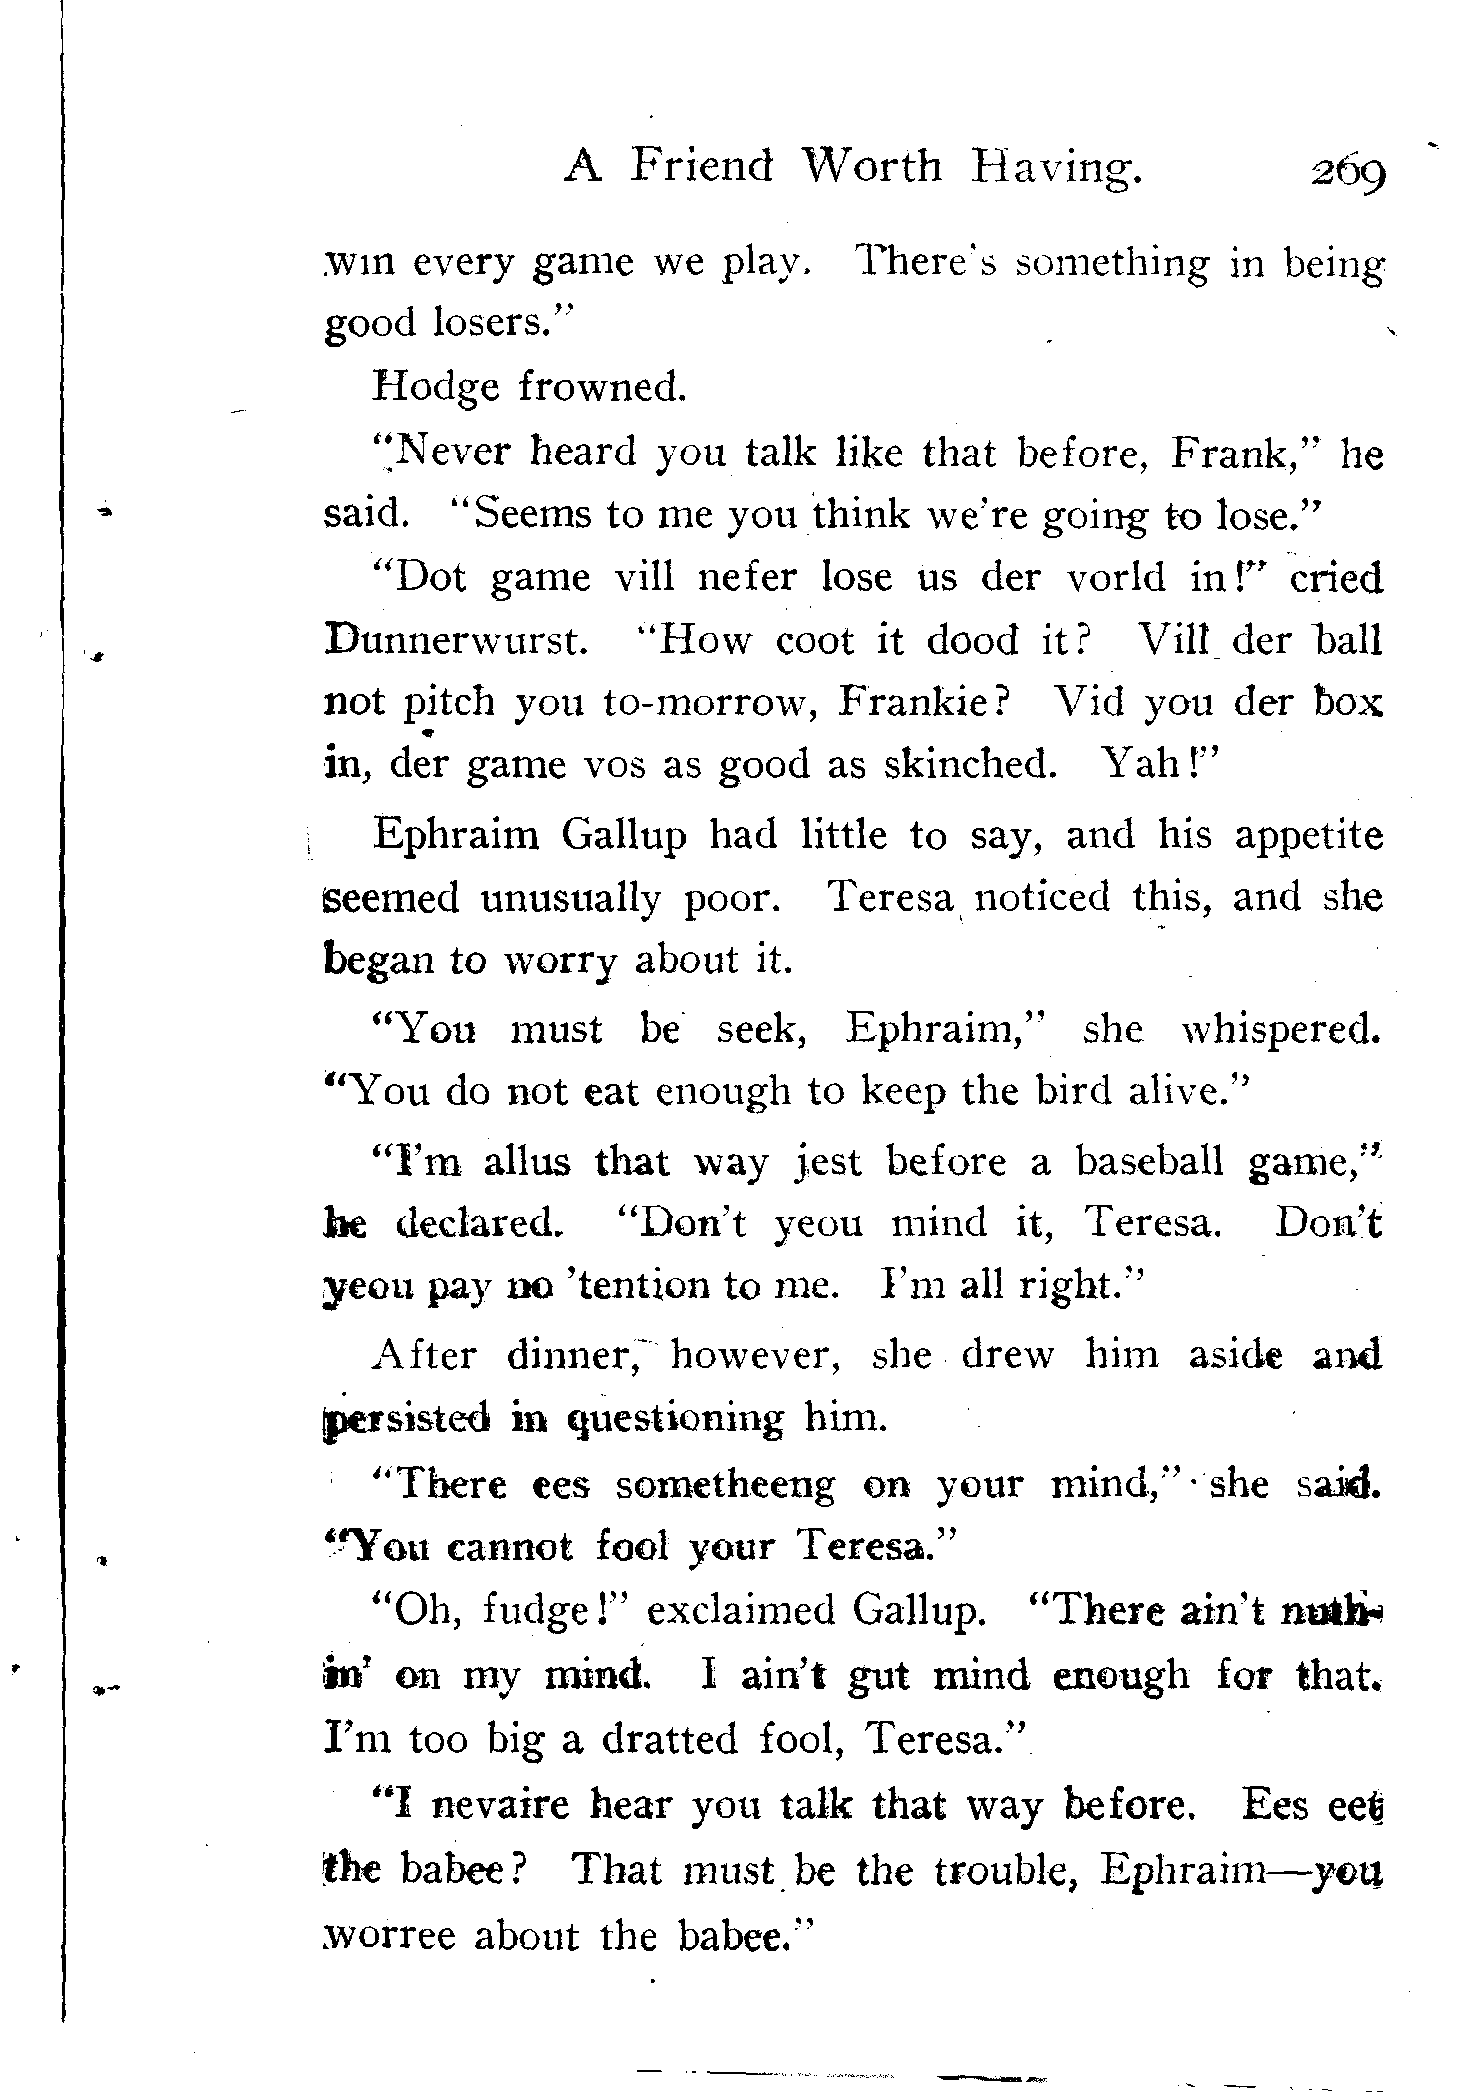 A Friend Worth Having. 269
win every game we play. There's something in being
good losers."
Hodge frowned.
"Never heard you talk like that before, Frank," he
said. "Seems to me you think we're going to lose."
"Dot game vill nefer lose us der vorld in!" cried
Dunnerwurst. "How coot it dood it? Vill der ball
not pitch you to-morrow, Frankie? Vid you der box
in, der game vos as good as skinched. Yah!"
Ephraim Gallup had little to say, and his appetite
seemed unusually poor. Teresa noticed this, and she
began to worry about it.
"You must be seek, Ephraim," she whispered.
"You do not eat enough to keep the bird alive."
"I'm allus that way jest before a baseball game,"
he declared. "Don't yeou mind it, Teresa. Don't
yeou pay no 'tention to me. I'm all right."
After dinner, however, she drew him aside and
persisted in questioning him.
"There ees sometheeng on your mind," she said.
"You cannot fool your Teresa."
"Oh, fudge!" exclaimed Gallup. "There ain't nuth-
in' on my mind. I ain't gut mind enough for that.
I'm too big a dratted fool, Teresa."
"I nevaire hear you talk that way before. Ees eet
the babee? That must be the trouble, Ephraim—you
worree about the babee."